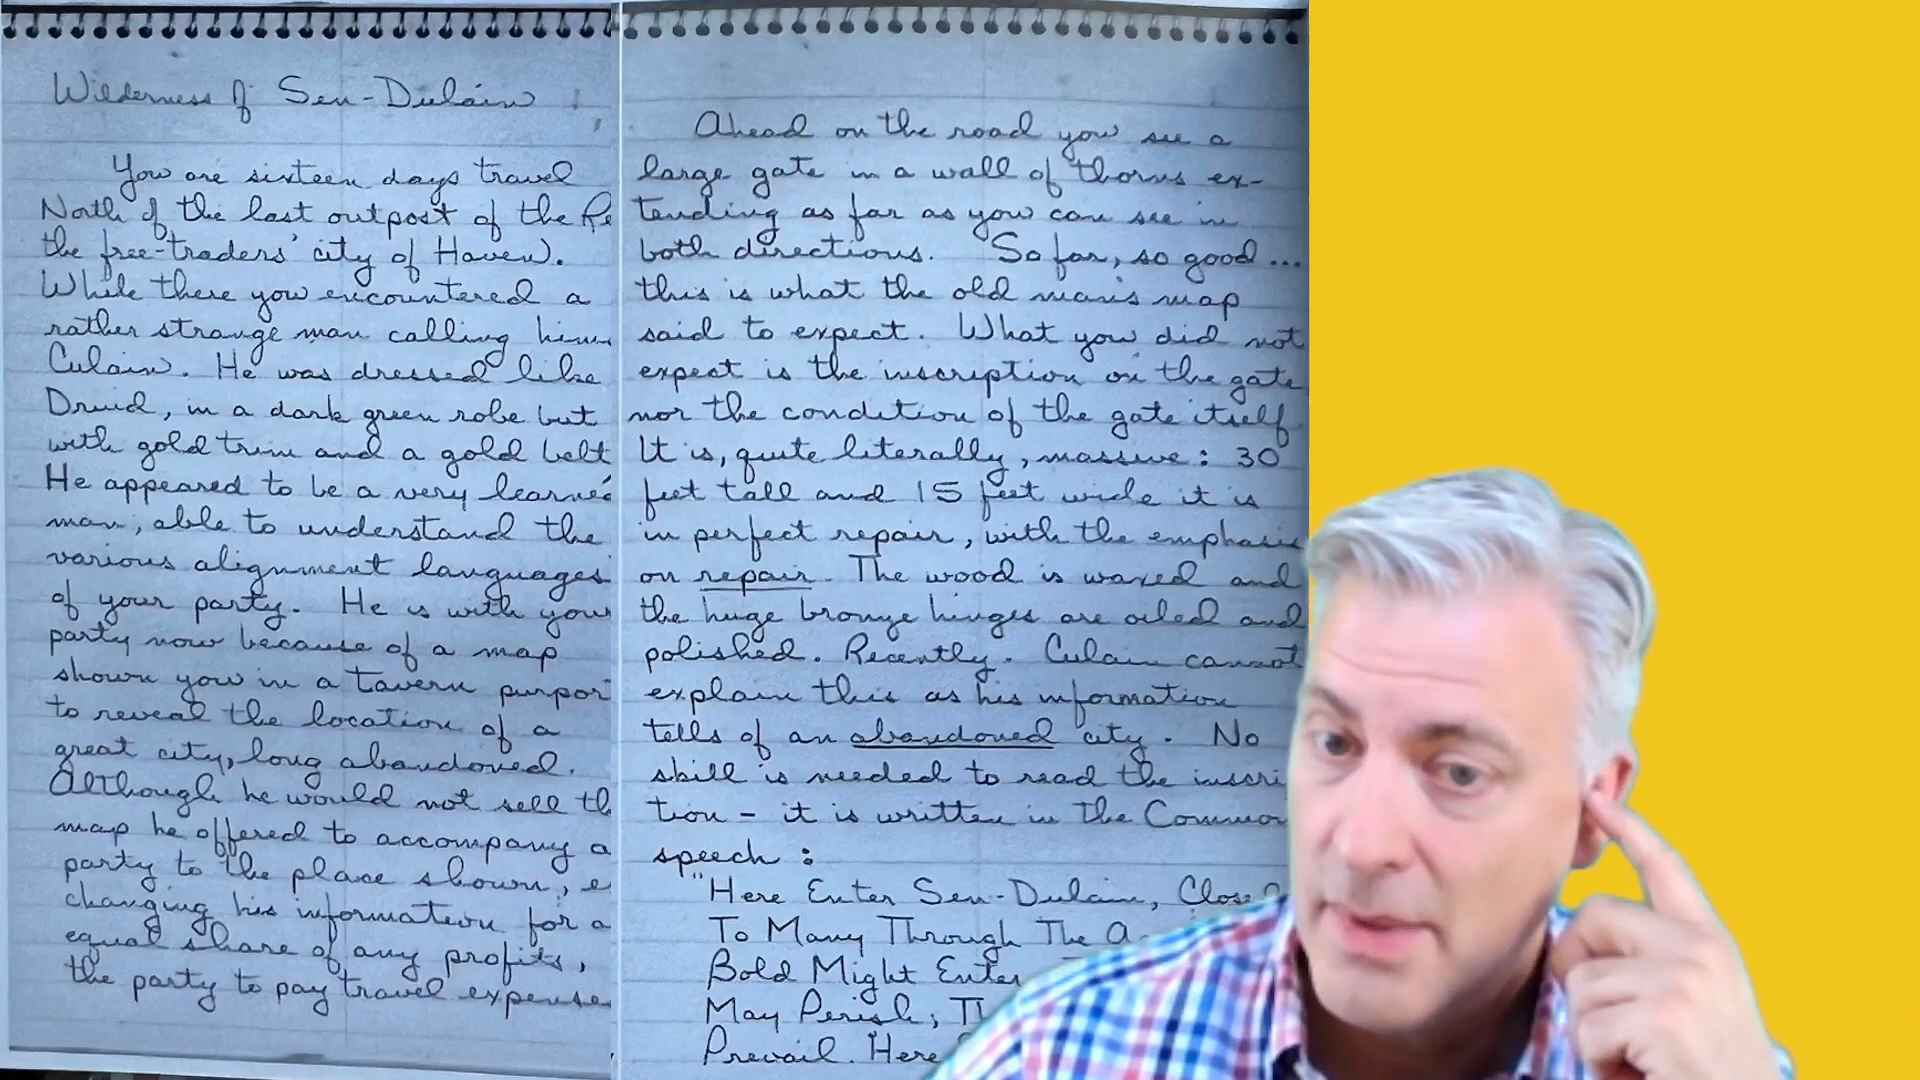 Wilderness of Sen-Dulain
You are sixteen days travel
North of the last outpost of the Re
the free-traders' city of Haven).
While there you encountered a
rather strange man calling him
Culain. He was dressed like
Druid, in a dark green robe but
with gold trim and a gold belt
He appeared to be a very learned
man, able to understand the
various alignment languages
of your party. He is with your
party now because of a map
shown you in a tavern purpor
to reveal the location of a
great city, long abandoned.
Although he would not sell th
map he offered to accompany a
party to the place shown, e
changing his information for a
equal share of any profits,
the party to pay travel expense
Ahead on the road you see a
large gate in a wall of thorns ex-
tending as far as you can see in
both directions. So far, so good...
this is what the old man's map
said to expect. What you did not
expect is the inscription on the gate
nor the condition of the gate itself.
It is, quite literally, massive: 30
feet tall and 15 feet wide it is
in perfect repair, with the emphasis
on repair. The wood is waxed and
the huge bronze hinges are oiled and
polished. Recently. Culain cannot
explain this as his information
tells of an abandoned city. No
skill is needed to read the inscri
tion - it is written in the Common
speech:
"Here Enter Sen-Dulain, Close
To Many Through The A
Bold Might Enter
May Perish; Th
Prevail. Here